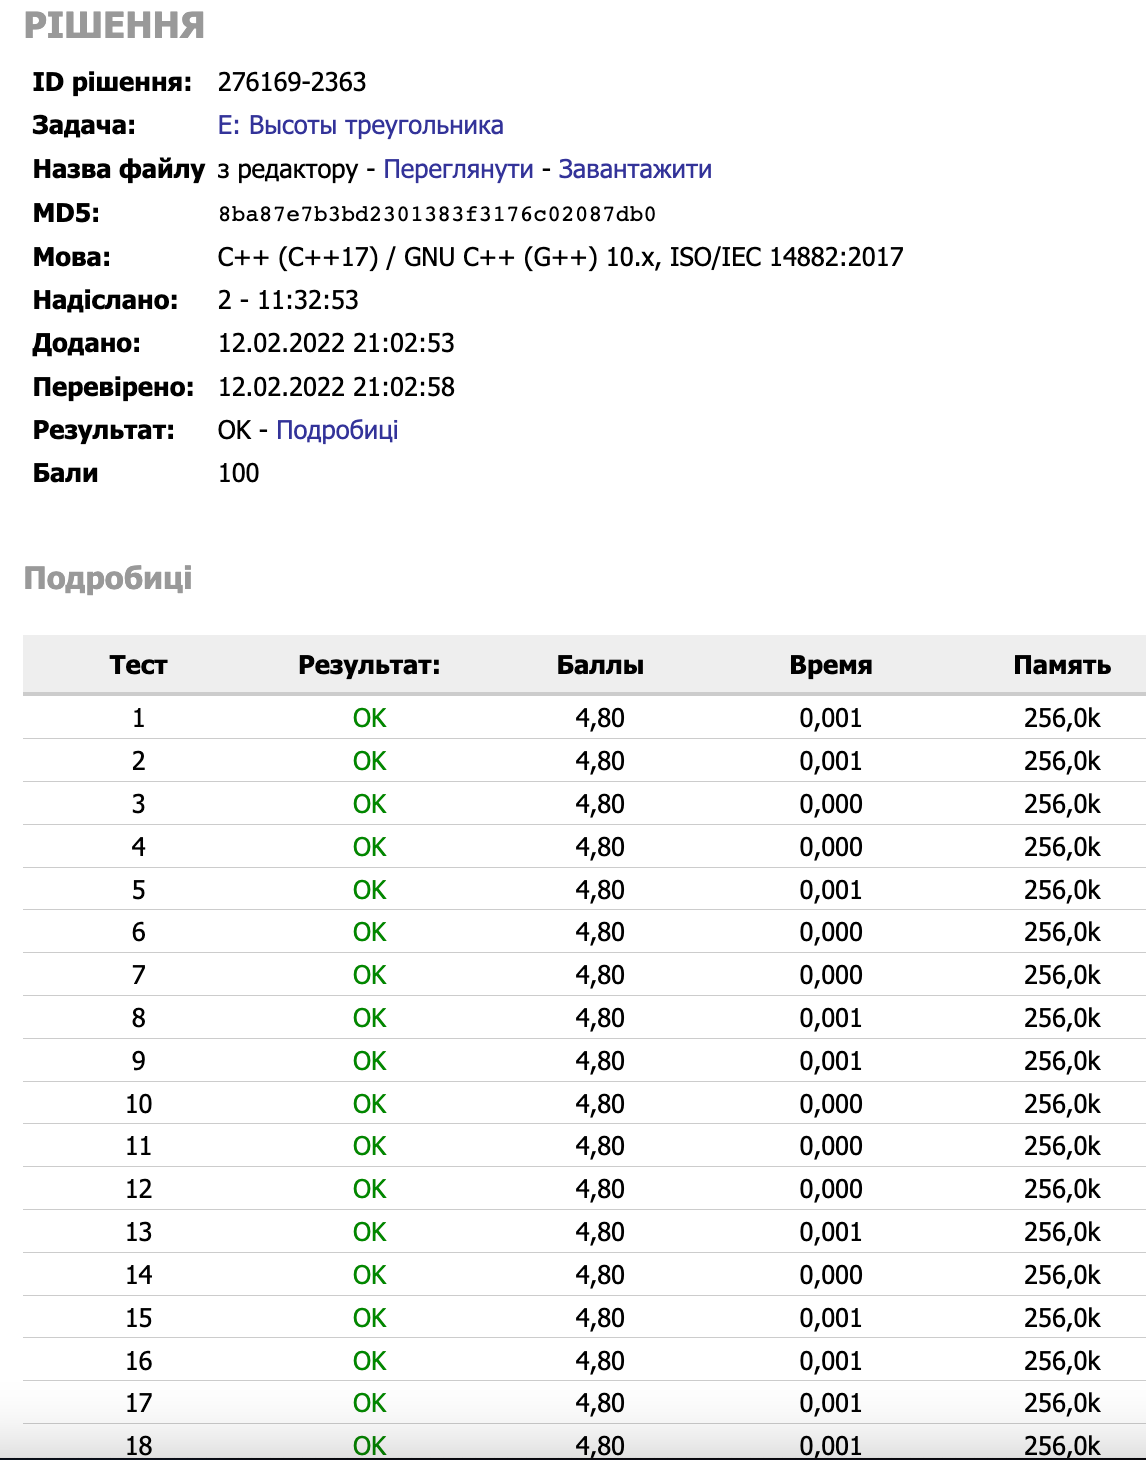 РІШЕННЯ
ID рішення: 276169-2363
Задача: E: Высоты треугольника
Назва файлу з редактору - Переглянути - Завантажити
MD5: 8ba87e7b3bd2301383f3176c02087db0
Мова: C++ (C++17) / GNU C++ (G++) 10.x, ISO/IEC 14882:2017
Надіслано: 2 - 11:32:53
Додано: 12.02.2022 21:02:53
Перевірено: 12.02.2022 21:02:58
Результат: OK - Подробиці
Бали 100
Подробиці
Тест Результат: Баллы Время Память
1 OK 4,80 0,001 256,0k
2 OK 4,80 0,001 256,0k
3 OK 4,80 0,000 256,0k
4 OK 4,80 0,000 256,0k
5 OK 4,80 0,001 256,0k
6 OK 4,80 0,000 256,0k
7 OK 4,80 0,000 256,0k
8 OK 4,80 0,001 256,0k
9 OK 4,80 0,001 256,0k
10 OK 4,80 0,000 256,0k
11 OK 4,80 0,000 256,0k
12 OK 4,80 0,000 256,0k
13 OK 4,80 0,001 256,0k
14 OK 4,80 0,000 256,0k
15 OK 4,80 0,001 256,0k
16 OK 4,80 0,001 256,0k
17 OK 4,80 0,001 256,0k
18 OK 4,80 0,001 256,0k